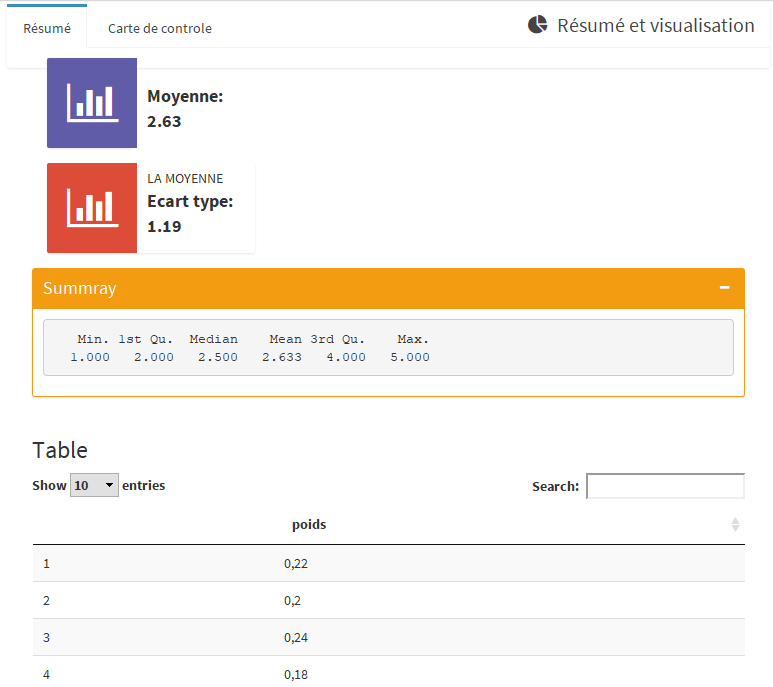 Résumé
Carte de controle
Résumé et visualisation
Moyenne:
2.63
LA MOYENNE
Ecart type:
1.19
Summray
Min. 1st Qu. Median Mean 3rd Qu. Max.
1.000 2.000 2.500 2.633 4.000 5.000
Table
Show 10 entries
Search:
poids
1 0,22
2 0,2
3 0,24
4 0,18